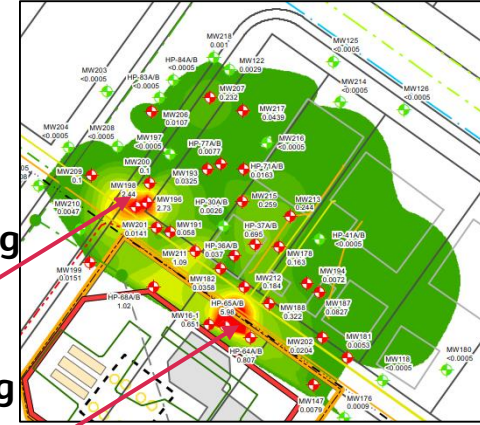 MW218
0.001
MW125
<0.0005
HP-84A/B
<0.0005
MW122
0.0029
MW203
<0.0005
HP-83A/B
<0.0005
MW207
0.232
MW214
<0.0005
MW126
<0.0005
MW206
0.0107
MW217
0.0439
MW204
<0.0005
MW208
<0.0005
MW197
<0.0005
HP-77A/B
0.0077
MW216
<0.0005
MW209
0.1
MW200
0.1
MW193
0.0325
HP-71A/B
0.0163
MW198
2.44
MW210
0.0047
MW196
2.73
HP-30A/B
0.0026
MW215
0.259
MW213
0.244
MW201
0.0141
MW191
0.058
HP-37A/B
0.695
HP-41A/B
<0.0005
g
MW211
1.09
HP-36A/B
0.037
MW178
0.163
MW199
0.0151
MW182
0.0358
MW212
0.184
MW194
0.0072
HP-68A/B
1.02
HP-65A/B
5.98
MW188
0.322
MW187
0.0827
MW16-1
0.651
HP-64A/B
0.807
MW202
0.0204
MW181
0.0053
MW118
<0.0005
MW180
<0.0005
g
MW147
0.0079
MW176
0.0009